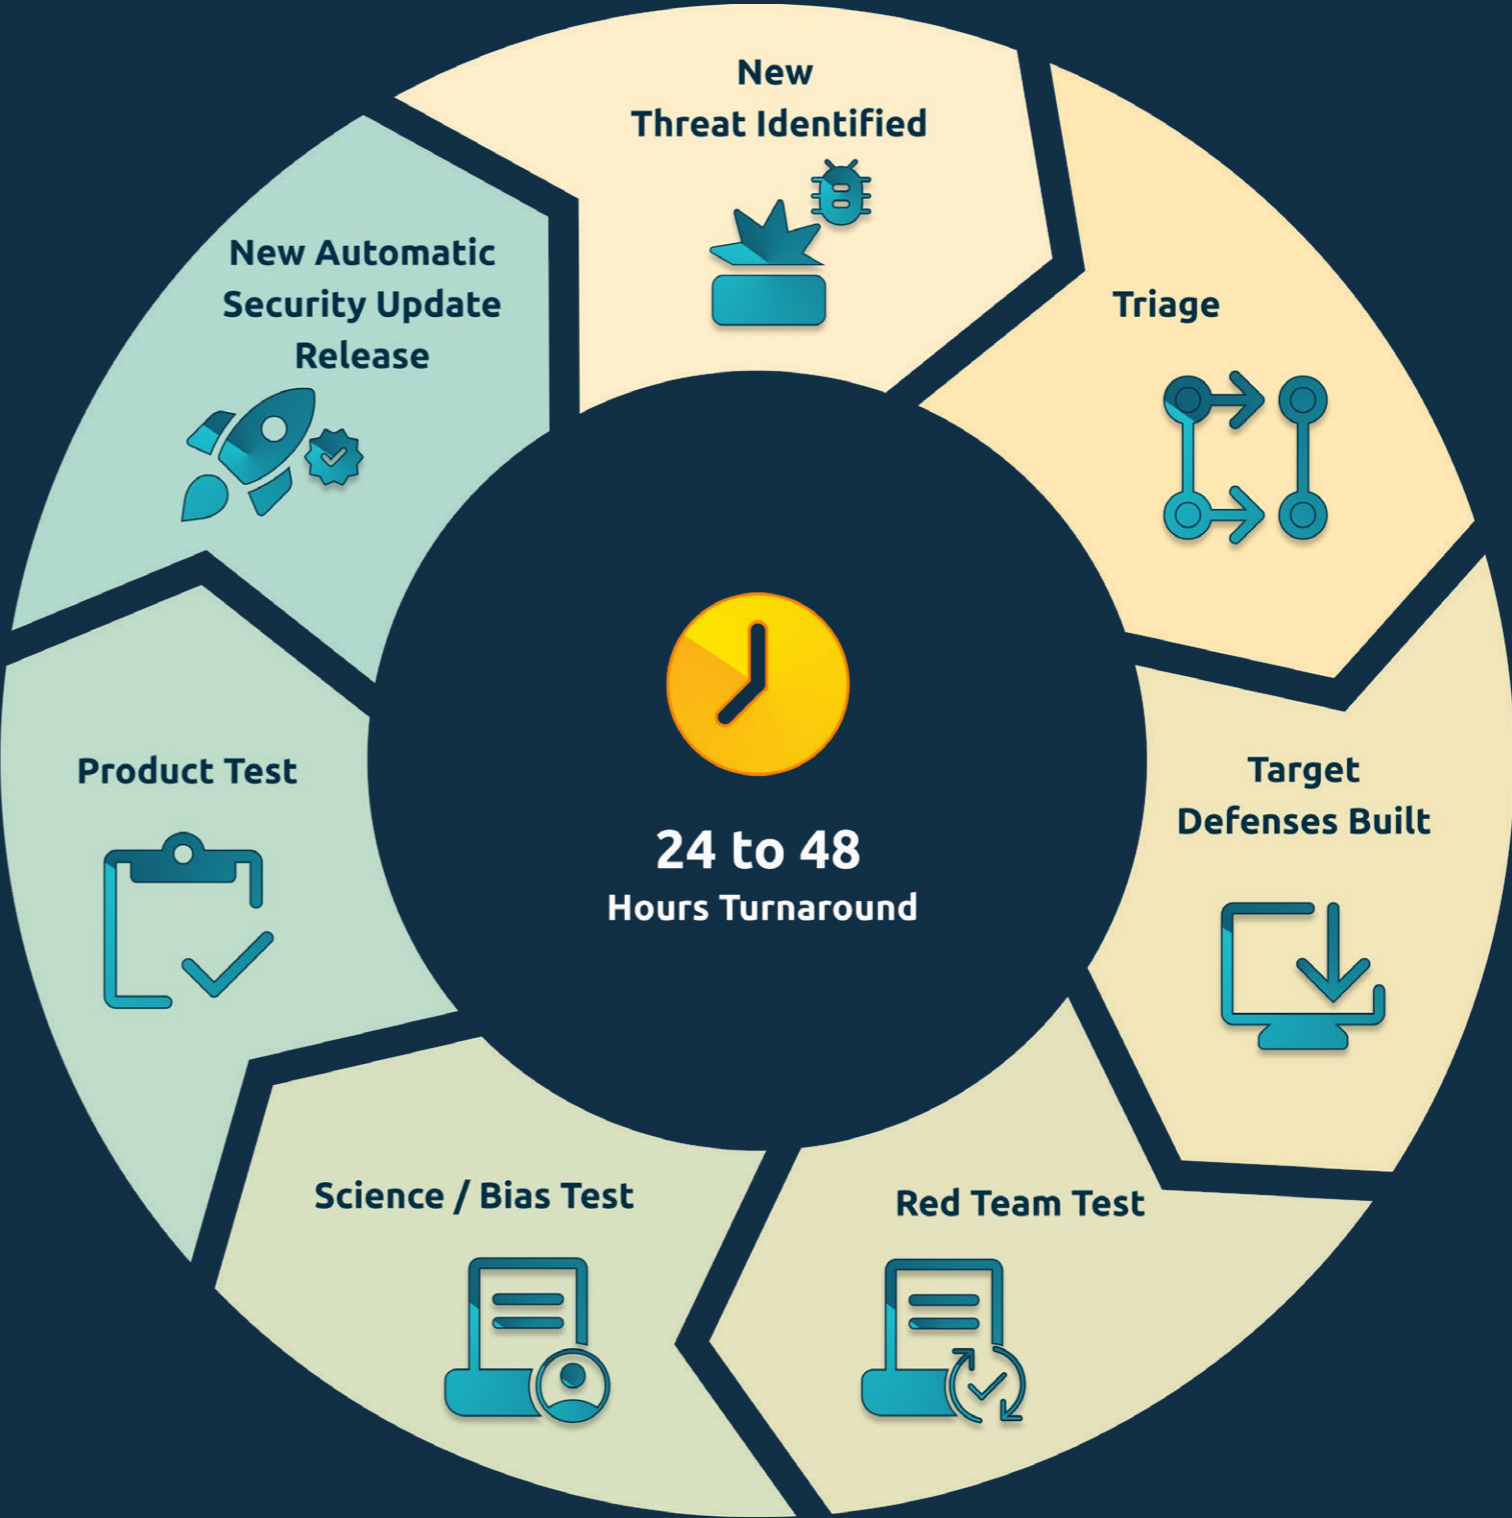 New
Threat Identified
Triage
Target
Defenses Built
Red Team Test
Science / Bias Test
Product Test
New Automatic
Security Update
Release
24 to 48
Hours Turnaround